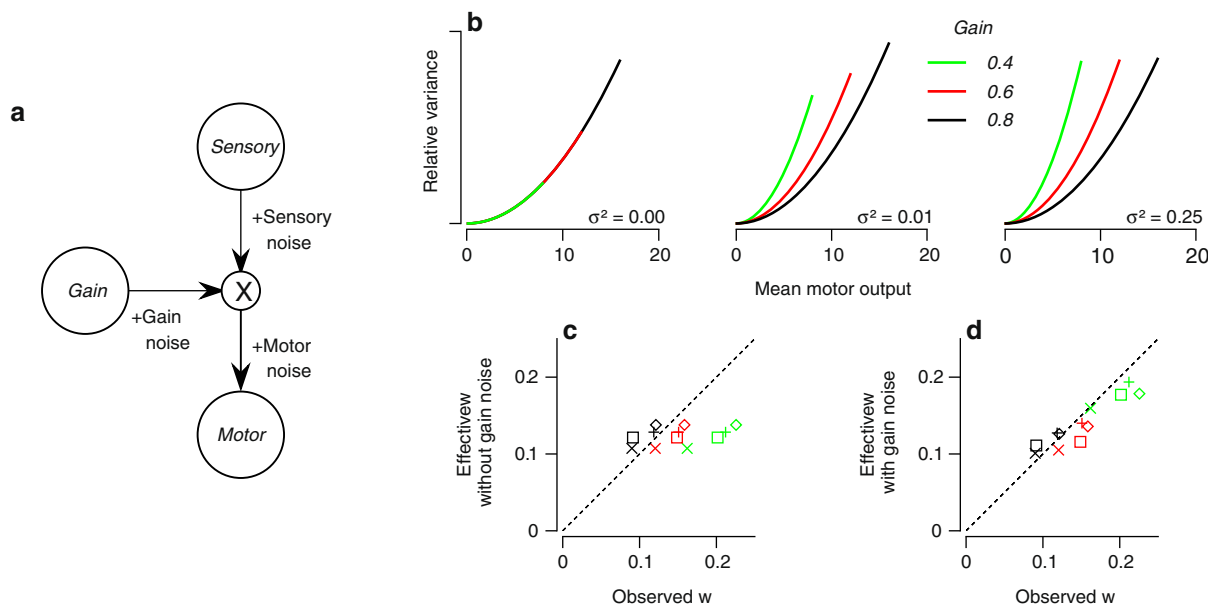 a
Sensory
+Sensory
noise
Gain
X
+Gain
noise
+Motor
noise
Motor
b
Relative variance
σ² = 0.00
0 10 20
σ² = 0.01
0 10 20
σ² = 0.25
0 10 20
Mean motor output
Gain
0.4
0.6
0.8
c
Effectivew
without gain noise
0.2
0.1
0
0 0.1 0.2
Observed w
d
Effectivew
with gain noise
0.2
0.1
0
0 0.1 0.2
Observed w